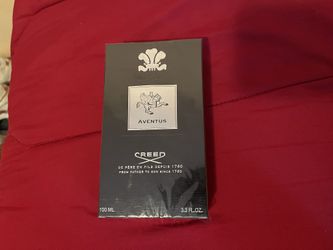 AVENTUS
CREED
DE PÈRE EN FILS DEPUIS 1760
FROM FATHER TO SON SINCE 1760
100 ML
3.3 FL.OZ.